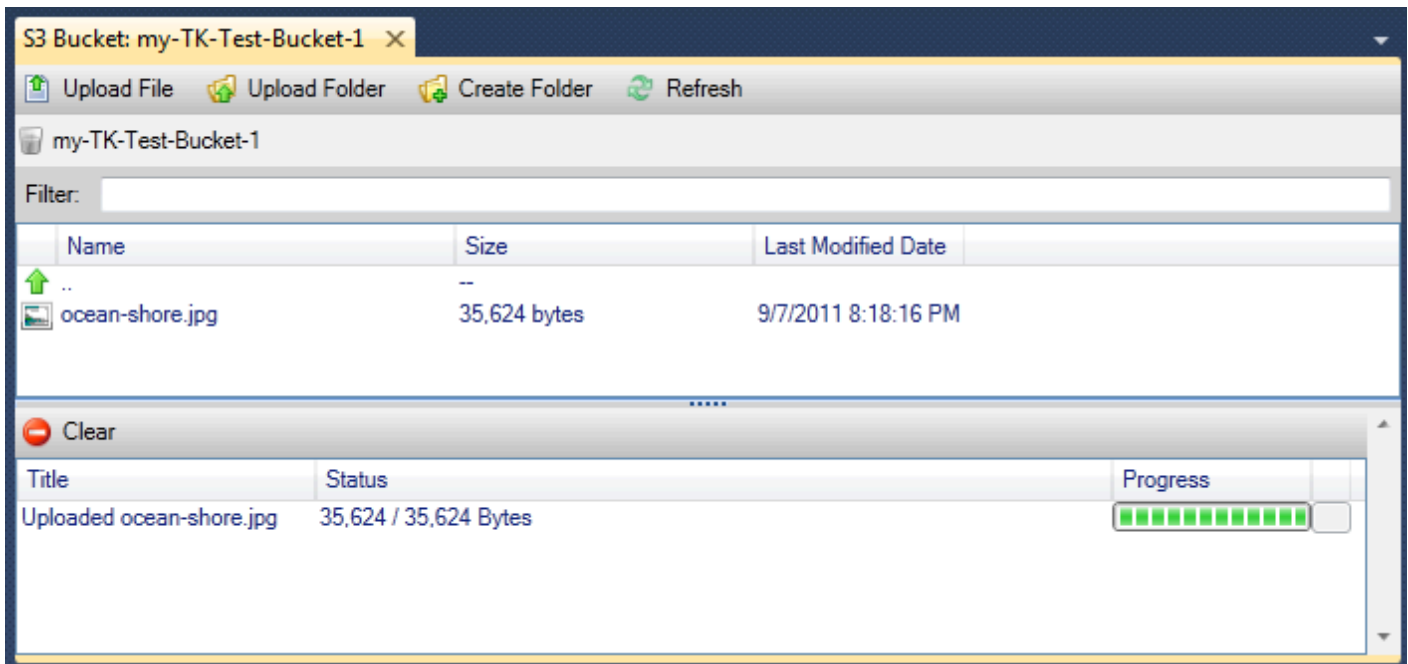 S3 Bucket: my-TK-Test-Bucket-1
Upload File Upload Folder Create Folder Refresh
my-TK-Test-Bucket-1
Filter:
Name Size Last Modified Date
.. --
ocean-shore.jpg 35,624 bytes 9/7/2011 8:18:16 PM
Clear
Title Status Progress
Uploaded ocean-shore.jpg 35,624 / 35,624 Bytes